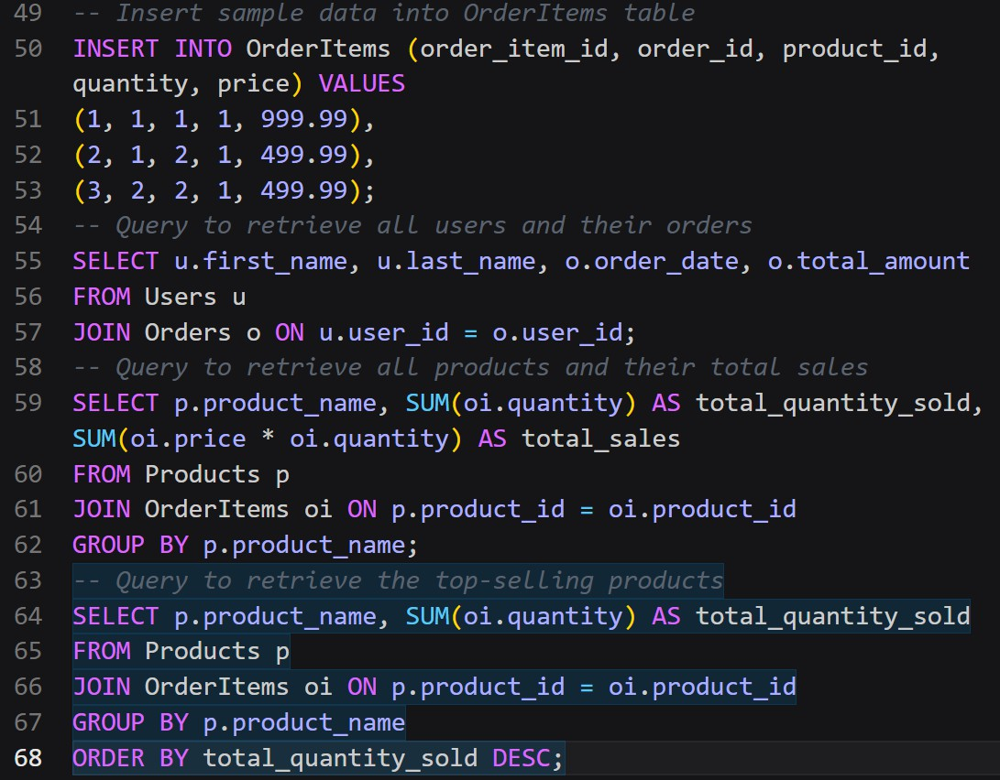 49 -- Insert sample data into OrderItems table
50 INSERT INTO OrderItems (order_item_id, order_id, product_id,
quantity, price) VALUES
51 (1, 1, 1, 1, 999.99),
52 (2, 1, 2, 1, 499.99),
53 (3, 2, 2, 1, 499.99);
54 -- Query to retrieve all users and their orders
55 SELECT u.first_name, u.last_name, o.order_date, o.total_amount
56 FROM Users u
57 JOIN Orders o ON u.user_id = o.user_id;
58 -- Query to retrieve all products and their total sales
59 SELECT p.product_name, SUM(oi.quantity) AS total_quantity_sold,
SUM(oi.price * oi.quantity) AS total_sales
60 FROM Products p
61 JOIN OrderItems oi ON p.product_id = oi.product_id
62 GROUP BY p.product_name;
63 -- Query to retrieve the top-selling products
64 SELECT p.product_name, SUM(oi.quantity) AS total_quantity_sold
65 FROM Products p
66 JOIN OrderItems oi ON p.product_id = oi.product_id
67 GROUP BY p.product_name
68 ORDER BY total_quantity_sold DESC;